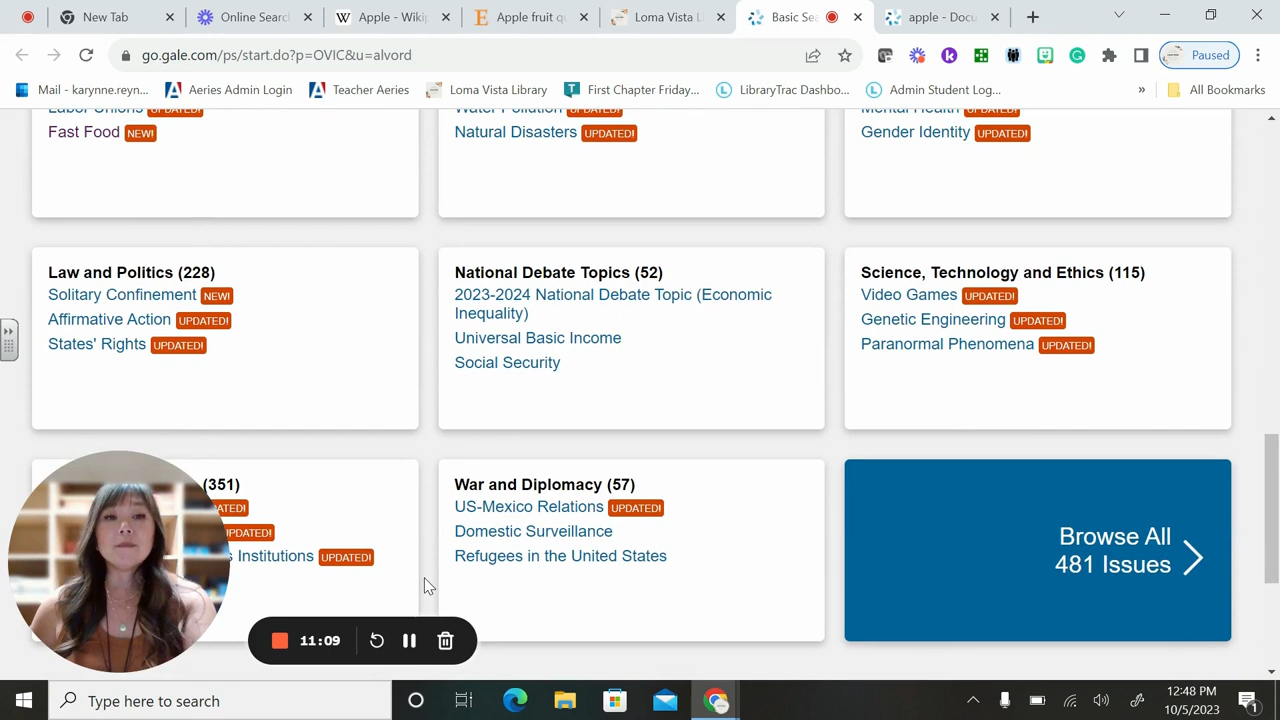 New Tab
Online Searc
Apple - Wikip
Apple fruit qu
Loma Vista L
Basic Sea
apple - Docu
go.gale.com/ps/start.do?p=OVIC&u=alvord
Paused
Mail - karynne.reyn...
Aeries Admin Login
Teacher Aeries
Loma Vista Library
First Chapter Friday...
LibraryTrac Dashbo...
Admin Student Log...
»
All Bookmarks
Labor Unions UPDATED!
Fast Food NEW!
Water Pollution UPDATED!
Natural Disasters UPDATED!
Mental Health UPDATED!
Gender Identity UPDATED!
Law and Politics (228)
Solitary Confinement NEW!
Affirmative Action UPDATED!
States' Rights UPDATED!
National Debate Topics (52)
2023-2024 National Debate Topic (Economic
Inequality)
Universal Basic Income
Social Security
Science, Technology and Ethics (115)
Video Games UPDATED!
Genetic Engineering UPDATED!
Paranormal Phenomena UPDATED!
(351)
DATED!
UPDATED!
s Institutions UPDATED!
War and Diplomacy (57)
US-Mexico Relations UPDATED!
Domestic Surveillance
Refugees in the United States
Browse All
481 Issues
11:09
Type here to search
12:48 PM
10/5/2023
1